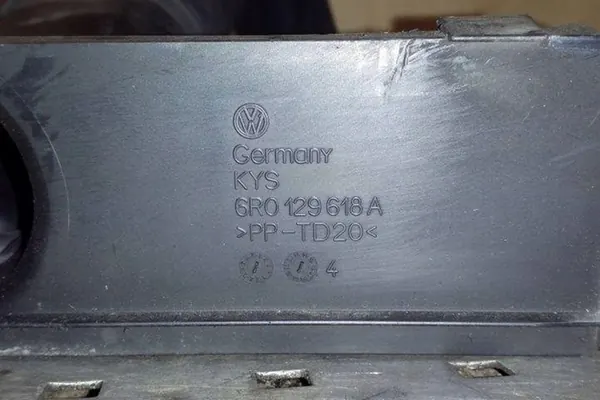 Germany
KYS
6R0 129 618 A
>PP-TD20<
4